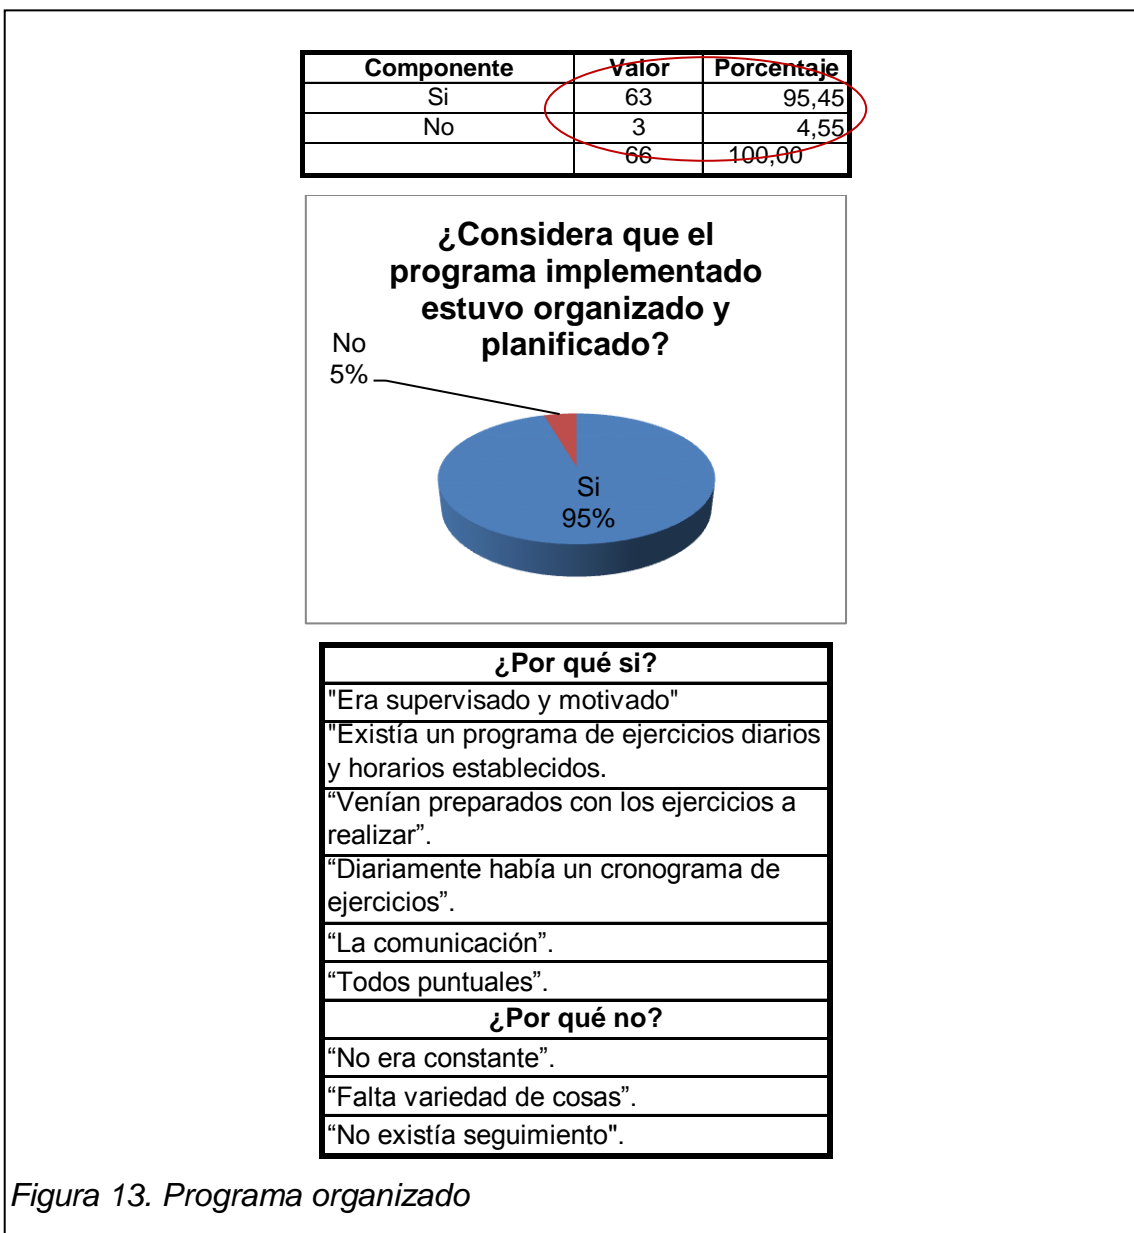 Componente Valor Porcentaje
Si 63 95,45
No 3 4,55
66 100,00
¿Considera que el
programa implementado
estuvo organizado y
planificado?
No
5%
Si
95%
¿Por qué si?
"Era supervisado y motivado"
"Existía un programa de ejercicios diarios
y horarios establecidos.
“Venían preparados con los ejercicios a
realizar”.
“Diariamente había un cronograma de
ejercicios”.
“La comunicación”.
“Todos puntuales”.
¿Por qué no?
“No era constante”.
“Falta variedad de cosas”.
“No existía seguimiento".
Figura 13. Programa organizado